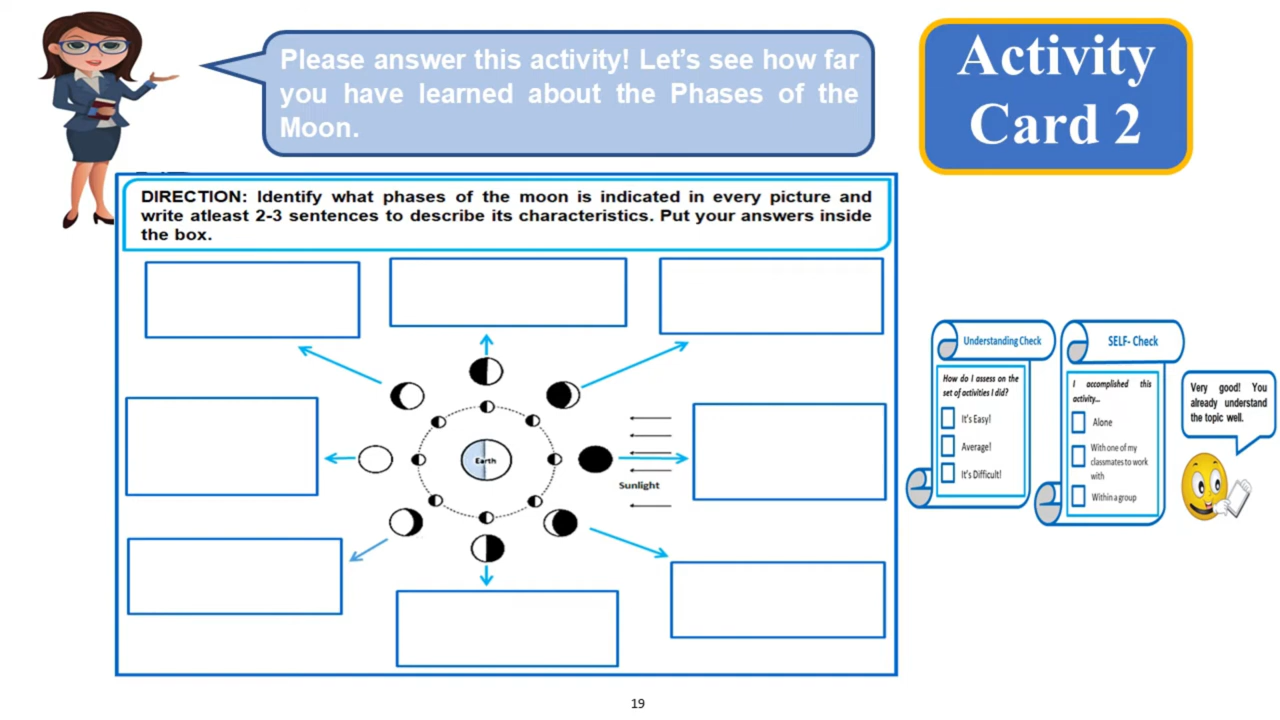 Please answer this activity! Let's see how far
you have learned about the Phases of the
Moon.
Activity
Card 2
DIRECTION: Identify what phases of the moon is indicated in every picture and
write atleast 2-3 sentences to describe its characteristics. Put your answers inside
the box.
Earth
Sunlight
Understanding Check
How do I assess on the
set of activities I did?
It's Easy!
Average!
It's Difficult!
SELF- Check
I accomplished this
activity...
Alone
With one of my
classmates to work
with
Within a group
Very good! You
already understand
the topic well.
19